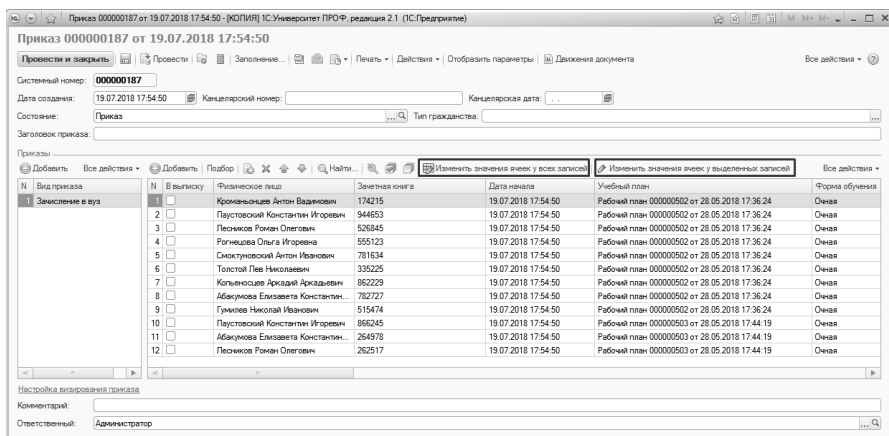 Приказ 000000187 от 19.07.2018 17:54:50 - [КОПИЯ] 1С:Университет ПРОФ, редакция 2.1 (1С:Предприятие) M M+ M-
Приказ 000000187 от 19.07.2018 17:54:50
Провести и закрыть Провести Заполнение... Печать Действия Отобразить параметры Движения документа Все действия
Системный номер: 000000187
Дата создания: 19.07.2018 17:54:50 Канцелярский номер: Канцелярская дата: . .
Состояние: Приказ ... Тип гражданства: ...
Заголовок приказа:
Приказы
Добавить Все действия Добавить Подбор Найти... Изменить значения ячеек у всех записей Изменить значения ячеек у выделенных записей Все действия
N Вид приказа N В выписку Физическое лицо Зачетная книга Дата начала Учебный план Форма обучения
1 Зачисление в вуз 1 Кроманьонцев Антон Вадимович 174215 19.07.2018 17:54:50 Рабочий план 000000502 от 28.05.2018 17:36:24 Очная
2 Паустовский Константин Игоревич 944653 19.07.2018 17:54:50 Рабочий план 000000502 от 28.05.2018 17:36:24 Очная
3 Песников Роман Олегович 526845 19.07.2018 17:54:50 Рабочий план 000000502 от 28.05.2018 17:36:24 Очная
4 Рогнецова Ольга Игоревна 555123 19.07.2018 17:54:50 Рабочий план 000000502 от 28.05.2018 17:36:24 Очная
5 Смоктуновский Антон Иванович 781634 19.07.2018 17:54:50 Рабочий план 000000502 от 28.05.2018 17:36:24 Очная
6 Толстой Лев Николаевич 335225 19.07.2018 17:54:50 Рабочий план 000000502 от 28.05.2018 17:36:24 Очная
7 Копьеносцев Аркадий Аркадьевич 862229 19.07.2018 17:54:50 Рабочий план 000000502 от 28.05.2018 17:36:24 Очная
8 Абакумова Елизавета Константин... 782727 19.07.2018 17:54:50 Рабочий план 000000502 от 28.05.2018 17:36:24 Очная
9 Гумилев Николай Иванович 515474 19.07.2018 17:54:50 Рабочий план 000000502 от 28.05.2018 17:36:24 Очная
10 Паустовский Константин Игоревич 866245 19.07.2018 17:54:50 Рабочий план 000000503 от 28.05.2018 17:44:19 Очная
11 Абакумова Елизавета Константин... 264978 19.07.2018 17:54:50 Рабочий план 000000503 от 28.05.2018 17:44:19 Очная
12 Песников Роман Олегович 262517 19.07.2018 17:54:50 Рабочий план 000000503 от 28.05.2018 17:44:19 Очная
Настройка визирования приказа
Комментарий:
Ответственный: Администратор ...